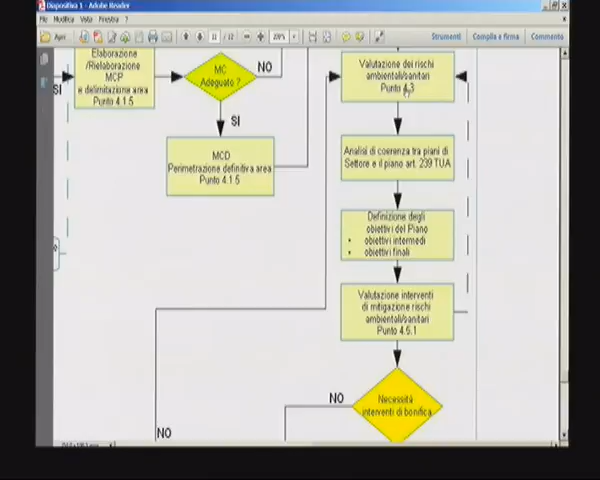 Diapositiva 1 - Adobe Reader
File Modifica Vista Finestra ?
Apri
11
Strumenti
Compila e firma
Commento
Elaborazione
/Rielaborazione
MCP
e delimitazione area
Punto 4.1.5
SI
MC
Adeguato ?
NO
SI
MCD
Perimetrazione definitiva area
Punto 4.1.5
Valutazione dei rischi
ambientali/sanitari
Punto 4.3
Analisi di coerenza tra piani di
Settore e il piano art. 239 TUA
Definizione degli
obiettivi del Piano
• obiettivi intermedi
• obiettivi finali
Valutazione interventi
di mitigazione rischi
ambientali/sanitari
Punto 4.5.1
NO
Necessità
interventi di bonifica
NO